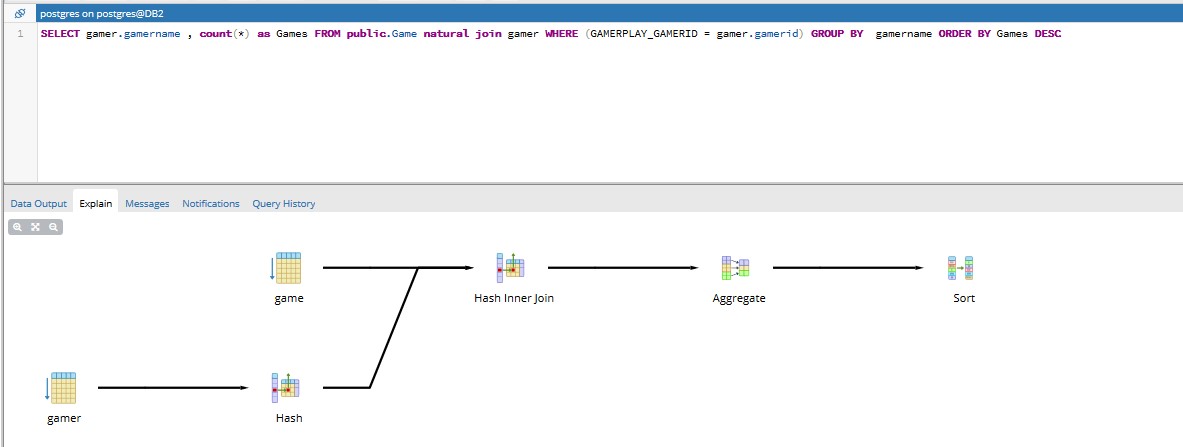 postgres on postgres@DB2
1 SELECT gamer.gamername , count(*) as Games FROM public.Game natural join gamer WHERE (GAMERPLAY_GAMERID = gamer.gamerid) GROUP BY  gamername ORDER BY Games DESC
Data Output Explain Messages Notifications Query History
game Hash Inner Join Aggregate Sort
gamer Hash